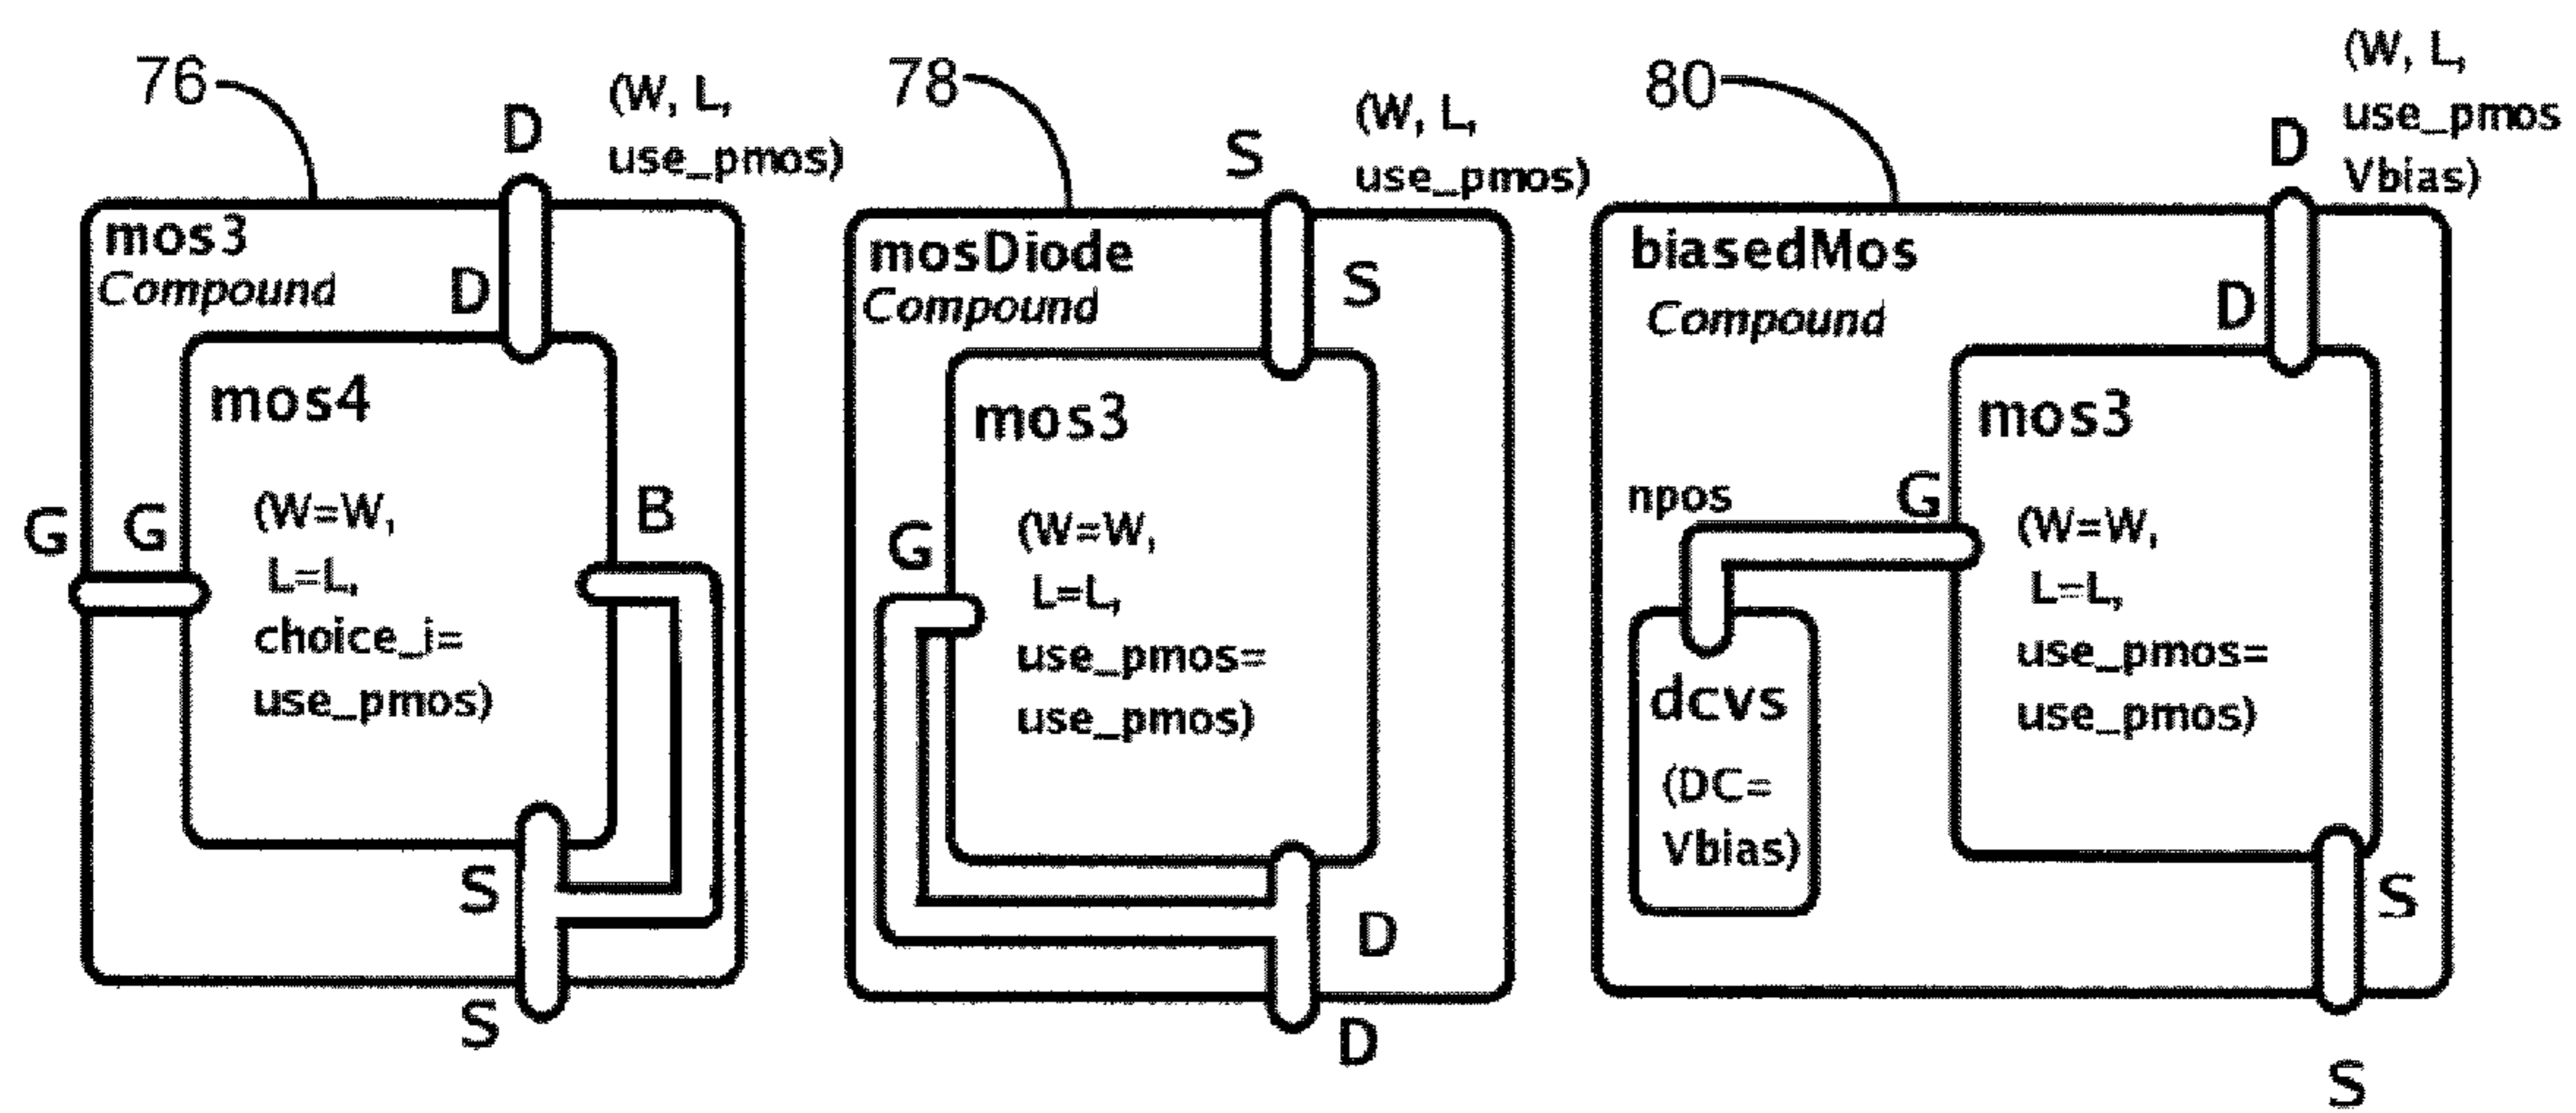 76
D
(W, L,
use_pmos)
mos3
Compound
D
mos4
G
G
(W=W,
L=L,
choice_i=
use_pmos)
B
S
S
78
S
(W, L,
use_pmos)
mosDiode
Compound
S
mos3
G
(W=W,
L=L,
use_pmos=
use_pmos)
D
D
80
D
(W, L,
use_pmos
Vbias)
biasedMos
Compound
D
mos3
npos
G
(W=W,
L=L,
use_pmos=
use_pmos)
dcvs
(DC=
Vbias)
S
S